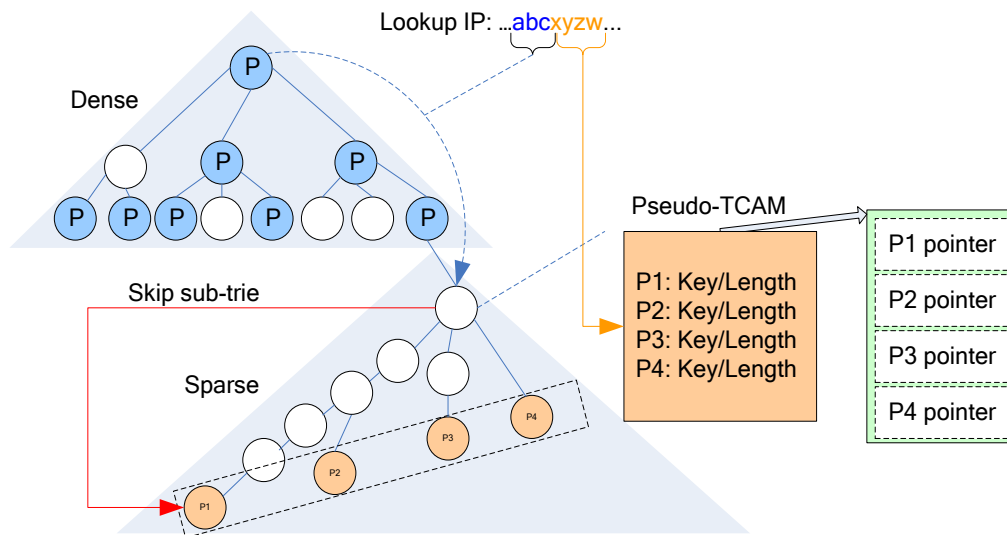 Lookup IP: ...abcxyzw...
P
Dense
P
P
P
P
P
P
P
Pseudo-TCAM
P1 pointer
P2 pointer
P3 pointer
P4 pointer
P1: Key/Length
P2: Key/Length
P3: Key/Length
P4: Key/Length
Skip sub-trie
Sparse
P4
P3
P2
P1